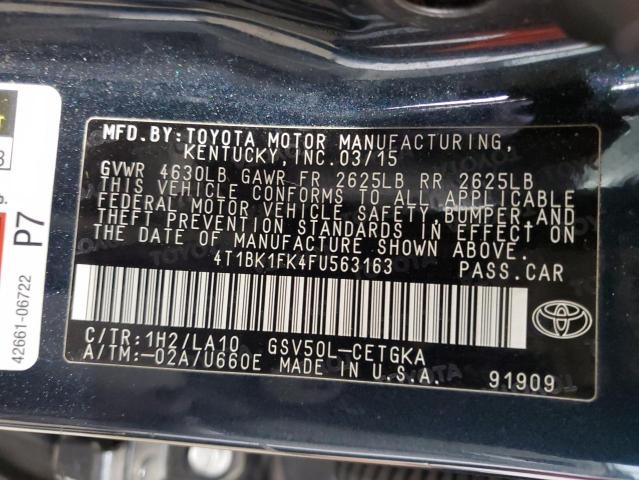 MFD.BY:TOYOTA MOTOR MANUFACTURING,
KENTUCKY, INC.03/15
GVWR 4630LB GAWR FR 2625LB RR 2625LB
THIS VEHICLE CONFORMS TO ALL APPLICABLE
FEDERAL MOTOR VEHICLE SAFETY, BUMPER AND
THEFT PREVENTION STANDARDS IN EFFECT ON
THE DATE OF MANUFACTURE SHOWN ABOVE.
4T1BK1FK4FU563163 PASS.CAR
C/TR:1H2/LA10 GSV50L-CETGKA
A/TM:-02A/U660E MADE IN U.S.A. 91909
TOYOTA
P7
42661-06722